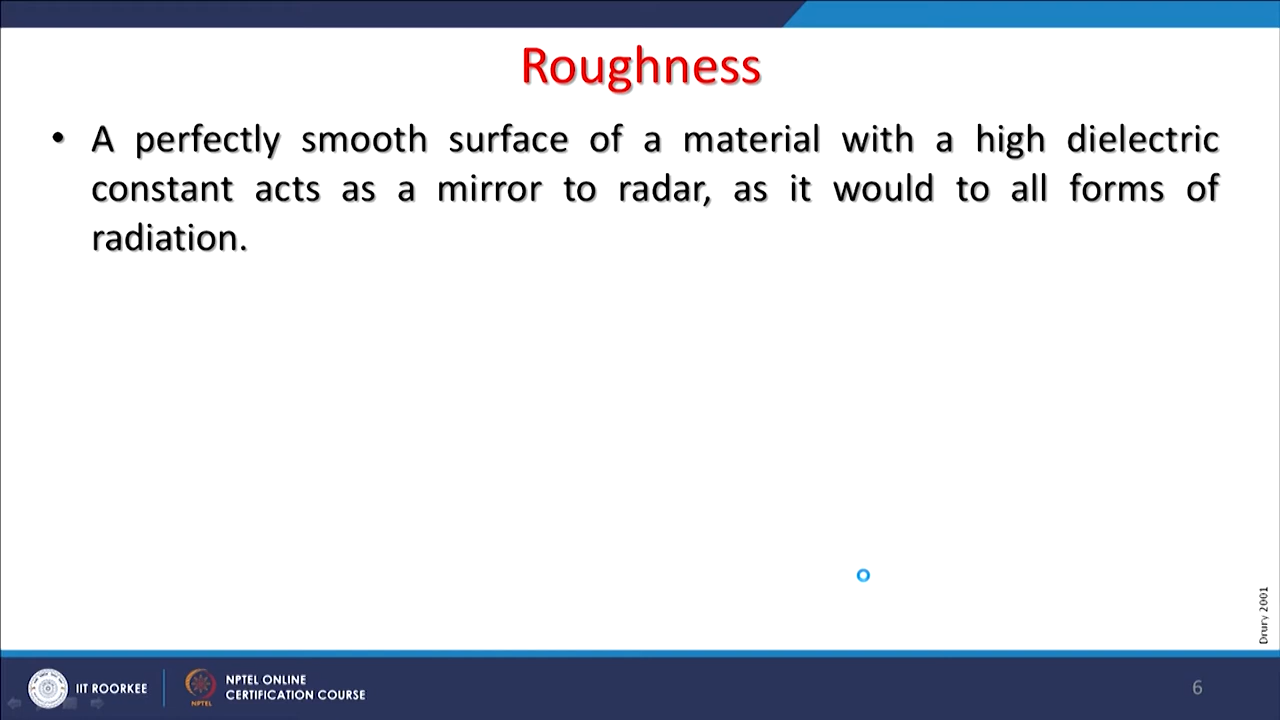 Roughness
• A perfectly smooth surface of a material with a high dielectric
constant acts as a mirror to radar, as it would to all forms of
radiation.
Drury 2001
IIT ROORKEE
NPTEL
NPTEL ONLINE
CERTIFICATION COURSE
6